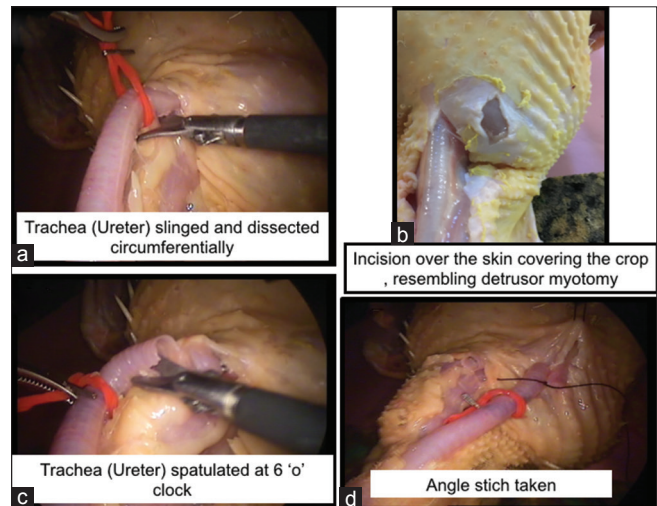 Trachea (Ureter) slinged and dissected
circumferentially
a
b
Incision over the skin covering the crop
, resembling detrusor myotomy
Trachea (Ureter) spatulated at 6 ‘o’
clock
c
Angle stich taken
d